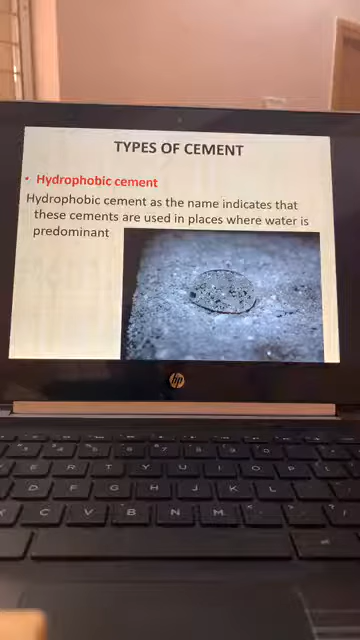 TYPES OF CEMENT
• Hydrophobic cement
Hydrophobic cement as the name indicates that
these cements are used in places where water is
predominant
hp
E R T Y U I O P
D F G H J K L
X C V B N M